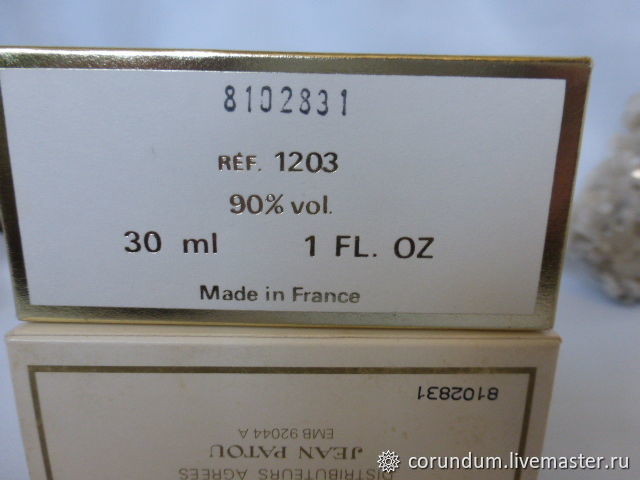 8102831
RÉF. 1203
90% vol.
30 ml 1 FL. OZ
Made in France
8102831
EMB 92044 A
JEAN PATOU
DISTRIBUTEURS AGRÉÉS
corundum.livemaster.ru